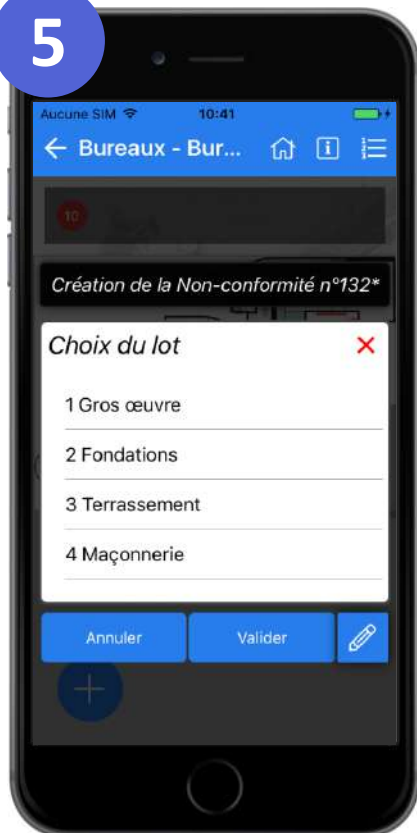 5
Aucune SIM 10:41
Bureaux - Bur...
10
Création de la Non-conformité n°132*
Choix du lot
1 Gros œuvre
2 Fondations
3 Terrassement
4 Maçonnerie
Annuler Valider